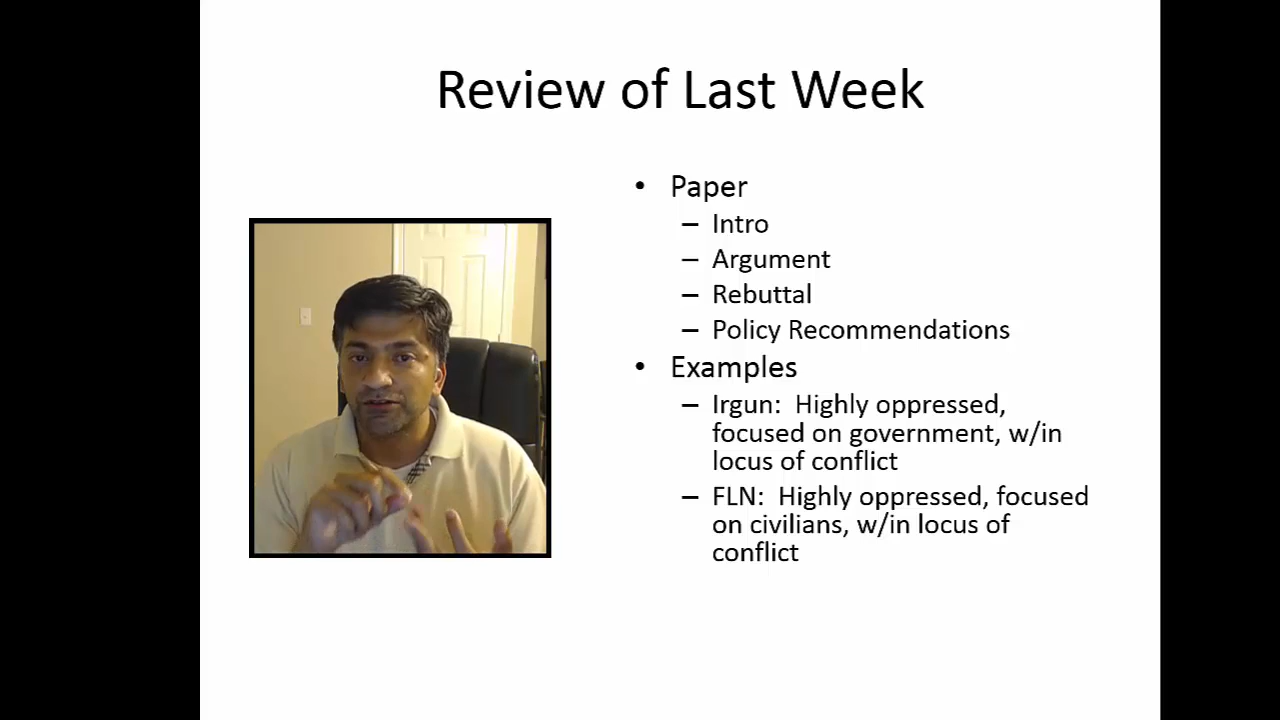 Review of Last Week
• Paper
– Intro
– Argument
– Rebuttal
– Policy Recommendations
• Examples
– Irgun:  Highly oppressed,
focused on government, w/in
locus of conflict
– FLN:  Highly oppressed, focused
on civilians, w/in locus of
conflict